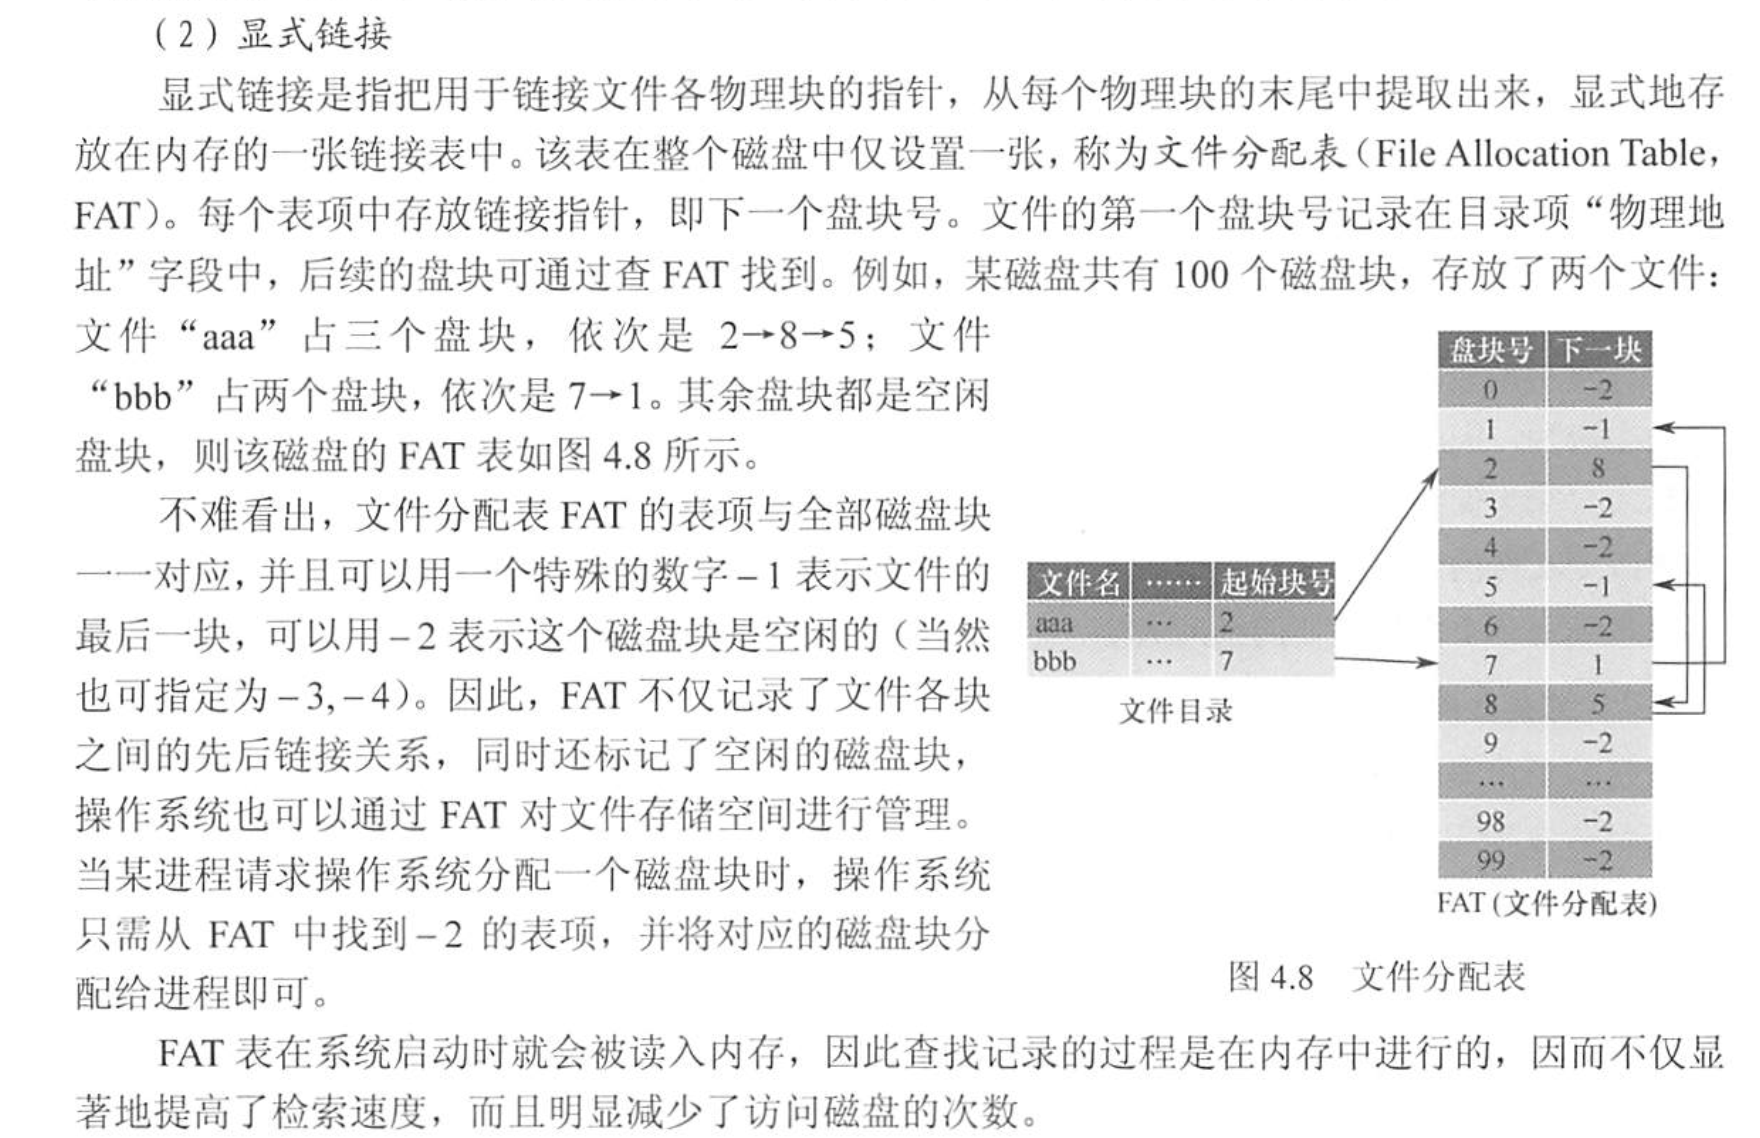 （2）显式链接
显式链接是指把用于链接文件各物理块的指针，从每个物理块的末尾中提取出来，显式地存
放在内存的一张链接表中。该表在整个磁盘中仅设置一张，称为文件分配表（File Allocation Table，
FAT）。每个表项中存放链接指针，即下一个盘块号。文件的第一个盘块号记录在目录项“物理地
址”字段中，后续的盘块可通过查 FAT 找到。例如，某磁盘共有 100 个磁盘块，存放了两个文件：
文件“aaa”占三个盘块，依次是 2→8→5；文件
“bbb”占两个盘块，依次是 7→1。其余盘块都是空闲
盘块，则该磁盘的 FAT 表如图 4.8 所示。
不难看出，文件分配表 FAT 的表项与全部磁盘块
一一对应，并且可以用一个特殊的数字－1 表示文件的
最后一块，可以用－2 表示这个磁盘块是空闲的（当然
也可指定为－3,－4）。因此，FAT 不仅记录了文件各块
之间的先后链接关系，同时还标记了空闲的磁盘块，
操作系统也可以通过 FAT 对文件存储空间进行管理。
当某进程请求操作系统分配一个磁盘块时，操作系统
只需从 FAT 中找到－2 的表项，并将对应的磁盘块分
配给进程即可。
文件名 …… 起始块号
aaa … 2
bbb … 7
文件目录
盘块号 下一块
0 -2
1 -1
2 8
3 -2
4 -2
5 -1
6 -2
7 1
8 5
9 -2
… …
98 -2
99 -2
FAT (文件分配表)
图 4.8 文件分配表
FAT 表在系统启动时就会被读入内存，因此查找记录的过程是在内存中进行的，因而不仅显
著地提高了检索速度，而且明显减少了访问磁盘的次数。